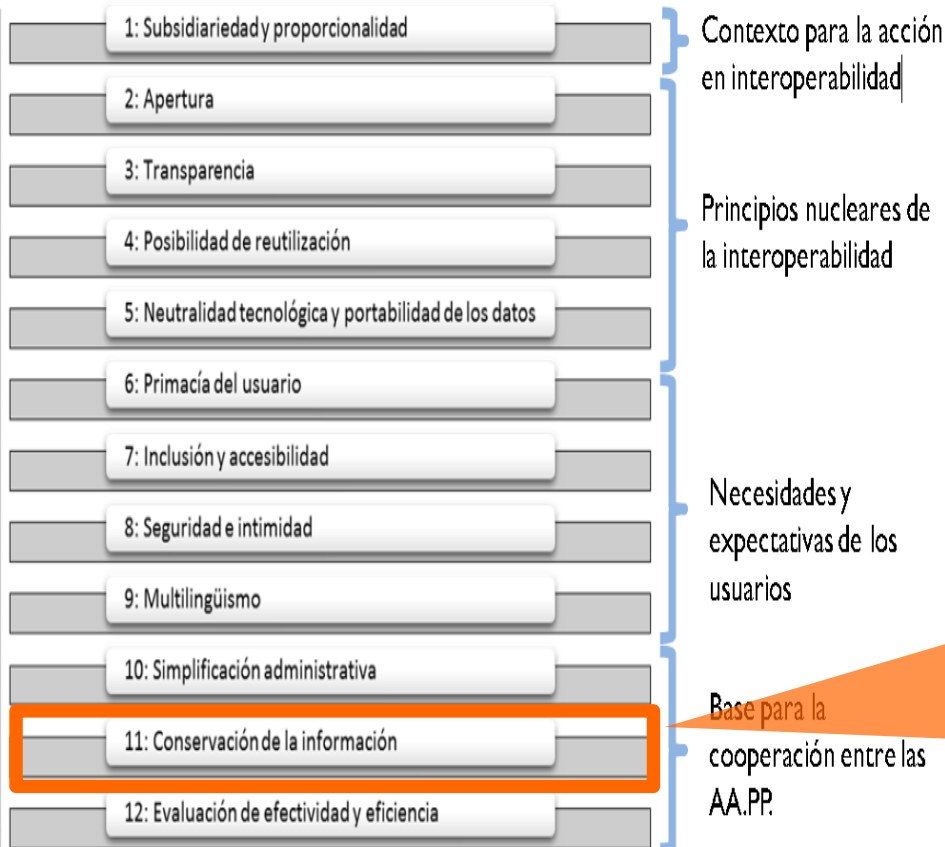 1: Subsidiariedad y proporcionalidad
Contexto para la acción
en interoperabilidad
2: Apertura
3: Transparencia
4: Posibilidad de reutilización
5: Neutralidad tecnológica y portabilidad de los datos
Principios nucleares de
la interoperabilidad
6: Primacía del usuario
7: Inclusión y accesibilidad
8: Seguridad e intimidad
9: Multilingüismo
Necesidades y
expectativas de los
usuarios
10: Simplificación administrativa
11: Conservación de la información
12: Evaluación de efectividad y eficiencia
Base para la
cooperación entre las
AA.PP.